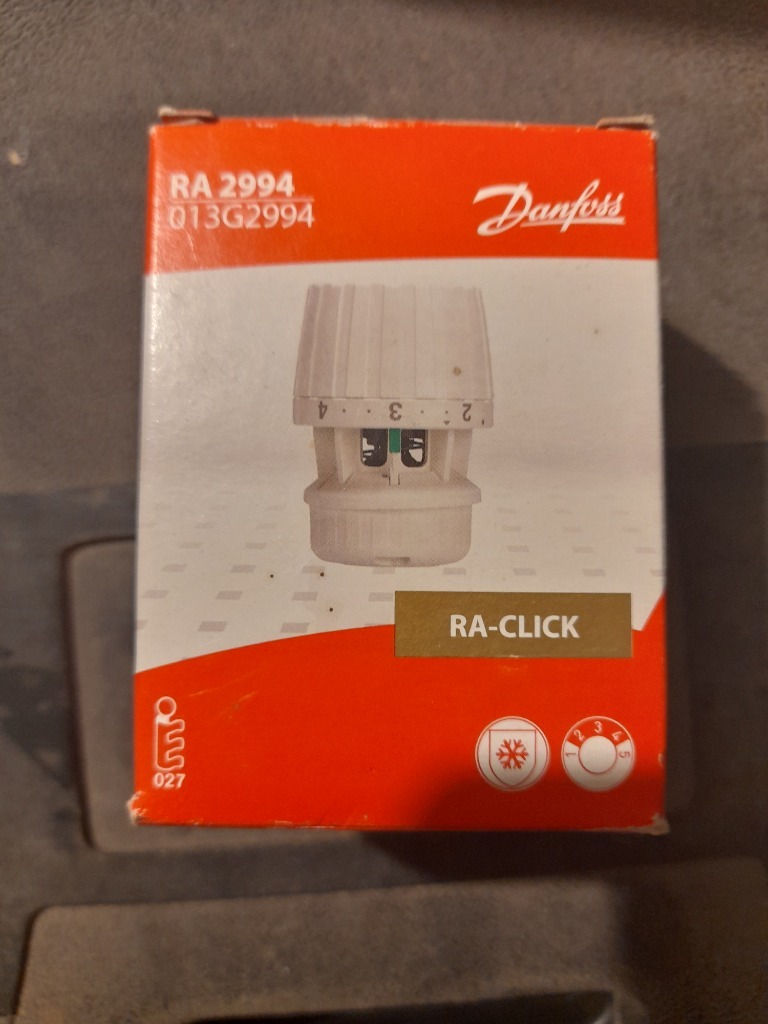 RA 2994
013G2994
Danfoss
4 · 3 · 2
RA-CLICK
027
1 2 3 4 5